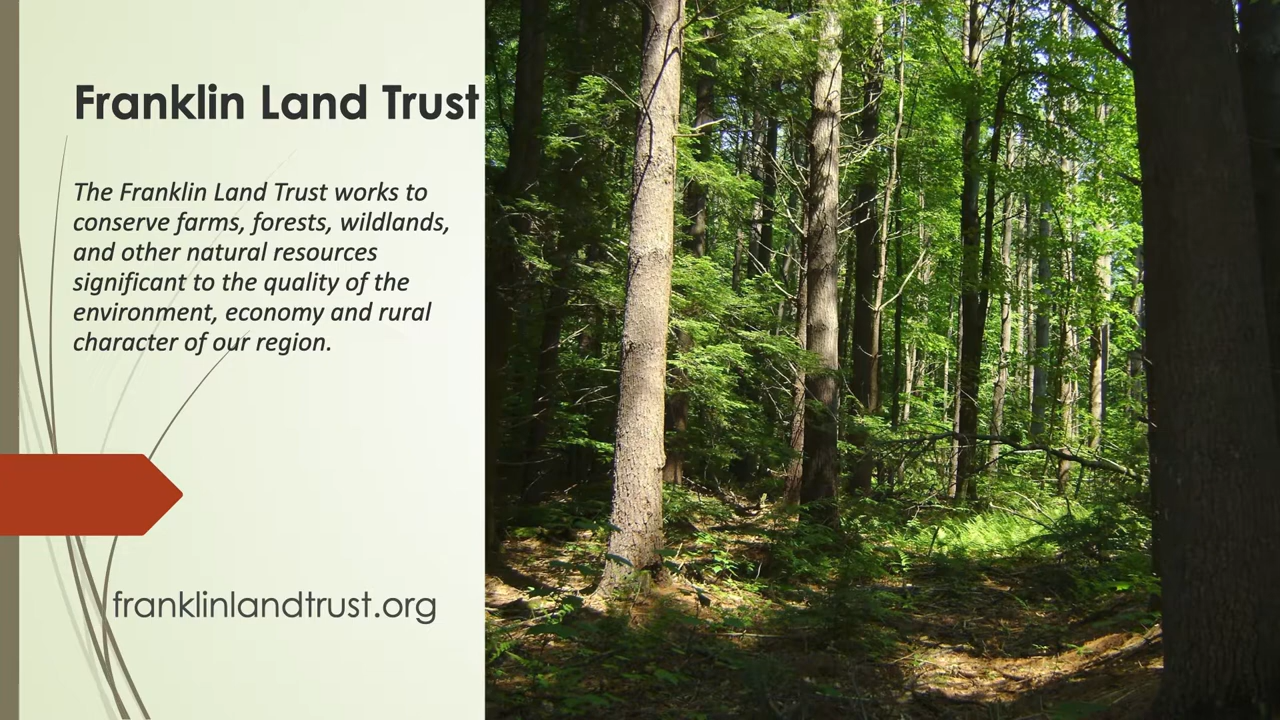 Franklin Land Trust
The Franklin Land Trust works to
conserve farms, forests, wildlands,
and other natural resources
significant to the quality of the
environment, economy and rural
character of our region.
franklinlandtrust.org